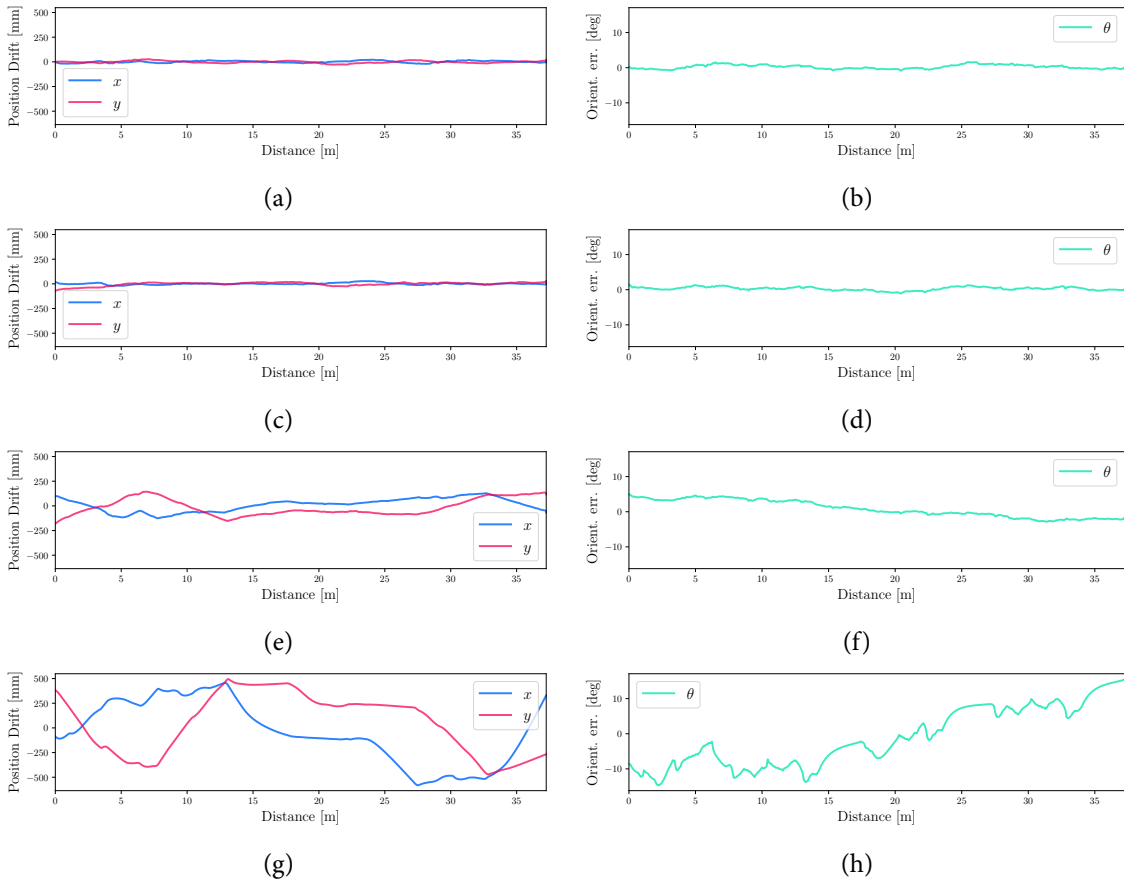 500
250
0
−250
−500
Position Drift [mm]
x
y
0 5 10 15 20 25 30 35
Distance [m]
(a)
10
0
−10
Orient. err. [deg]
θ
0 5 10 15 20 25 30 35
Distance [m]
(b)
500
250
0
−250
−500
Position Drift [mm]
x
y
0 5 10 15 20 25 30 35
Distance [m]
(c)
10
0
−10
Orient. err. [deg]
θ
0 5 10 15 20 25 30 35
Distance [m]
(d)
500
250
0
−250
−500
Position Drift [mm]
x
y
0 5 10 15 20 25 30 35
Distance [m]
(e)
10
0
−10
Orient. err. [deg]
θ
0 5 10 15 20 25 30 35
Distance [m]
(f)
500
250
0
−250
−500
Position Drift [mm]
x
y
0 5 10 15 20 25 30 35
Distance [m]
(g)
10
0
−10
Orient. err. [deg]
θ
0 5 10 15 20 25 30 35
Distance [m]
(h)